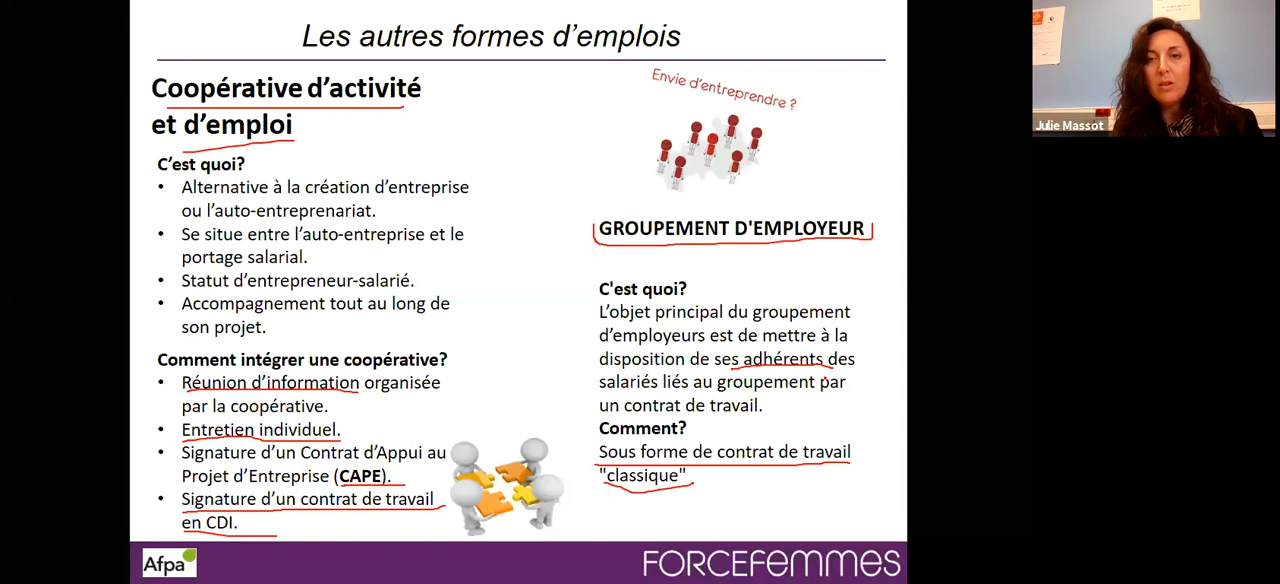 Les autres formes d’emplois
Coopérative d’activité
et d’emploi
C’est quoi?
• Alternative à la création d’entreprise
ou l’auto-entreprenariat.
• Se situe entre l’auto-entreprise et le
portage salarial.
• Statut d’entrepreneur-salarié.
• Accompagnement tout au long de
son projet.
Comment intégrer une coopérative?
• Réunion d’information organisée
par la coopérative.
• Entretien individuel.
• Signature d’un Contrat d’Appui au
Projet d’Entreprise (CAPE).
• Signature d’un contrat de travail
en CDI.
Envie d’entreprendre ?
GROUPEMENT D'EMPLOYEUR
C'est quoi?
L’objet principal du groupement
d’employeurs est de mettre à la
disposition de ses adhérents des
salariés liés au groupement par
un contrat de travail.
Comment?
Sous forme de contrat de travail
"classique"
Afpa
FORCEFEMMES
Julie Massot